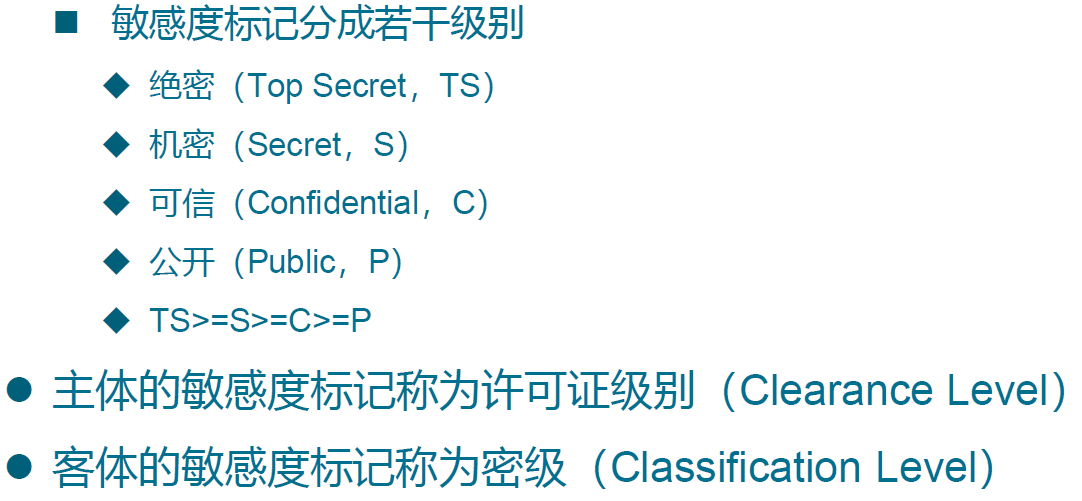 ■ 敏感度标记分成若干级别
◆ 绝密（Top Secret，TS）
◆ 机密（Secret，S）
◆ 可信（Confidential，C）
◆ 公开（Public，P）
◆ TS>=S>=C>=P
● 主体的敏感度标记称为许可证级别（Clearance Level）
● 客体的敏感度标记称为密级（Classification Level）